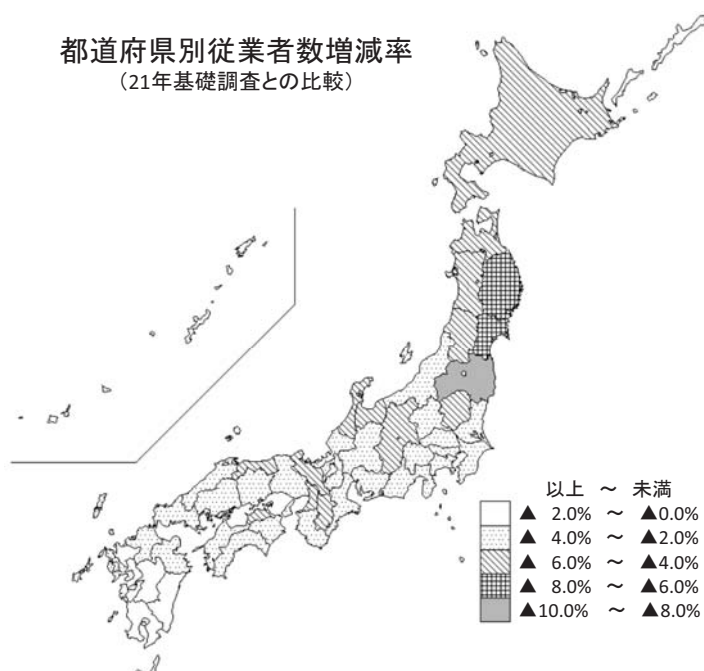 都道府県別従業者数増減率
（21年基礎調査との比較）
以上 ～ 未満
▲ 2.0% ～ ▲0.0%
▲ 4.0% ～ ▲2.0%
▲ 6.0% ～ ▲4.0%
▲ 8.0% ～ ▲6.0%
▲10.0% ～ ▲8.0%